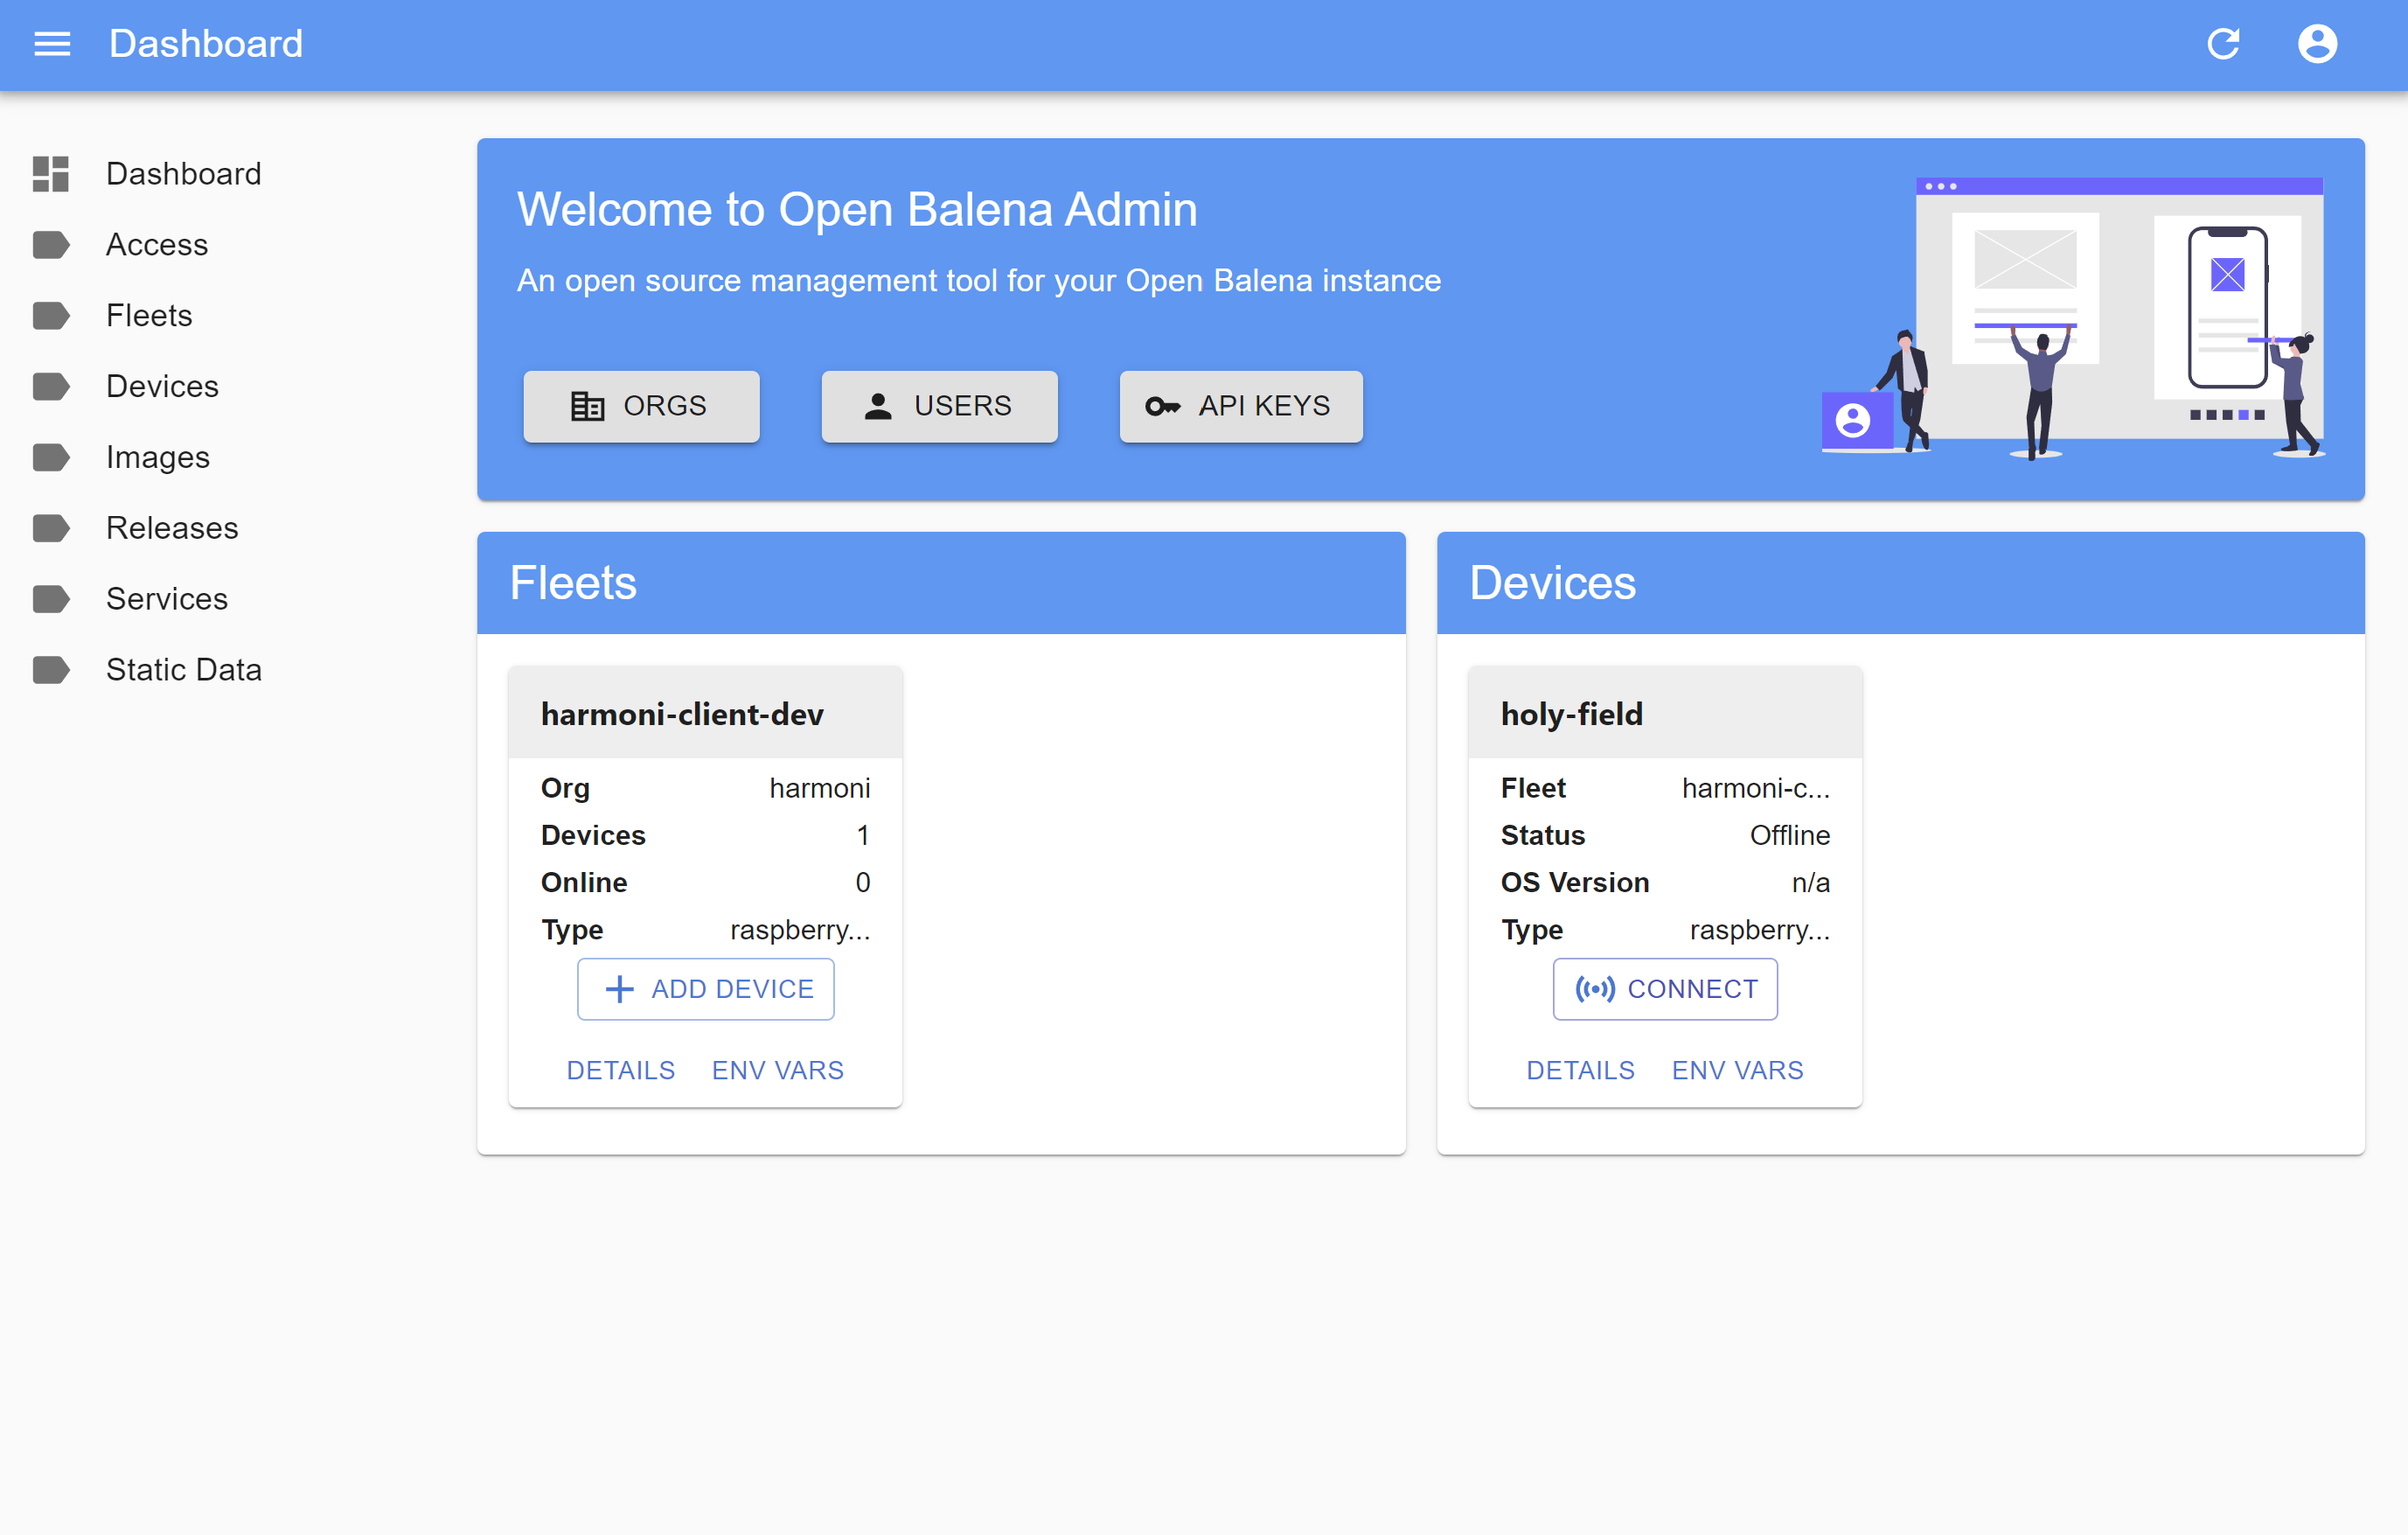 Dashboard
Dashboard
Access
Fleets
Devices
Images
Releases
Services
Static Data
Welcome to Open Balena Admin
An open source management tool for your Open Balena instance
ORGS
USERS
API KEYS
Fleets
harmoni-client-dev
Org harmoni
Devices 1
Online 0
Type raspberry...
ADD DEVICE
DETAILS ENV VARS
Devices
holy-field
Fleet harmoni-c...
Status Offline
OS Version n/a
Type raspberry...
CONNECT
DETAILS ENV VARS